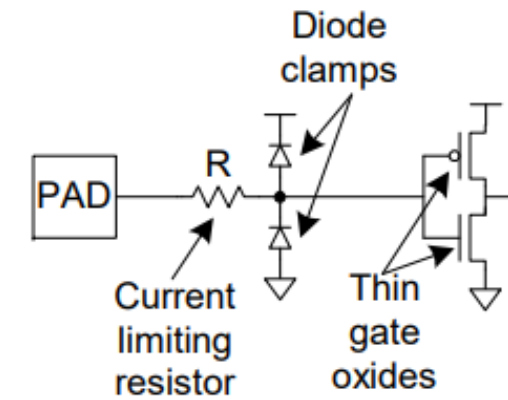 Diode
clamps
R
PAD
Current
limiting
resistor
Thin
gate
oxides